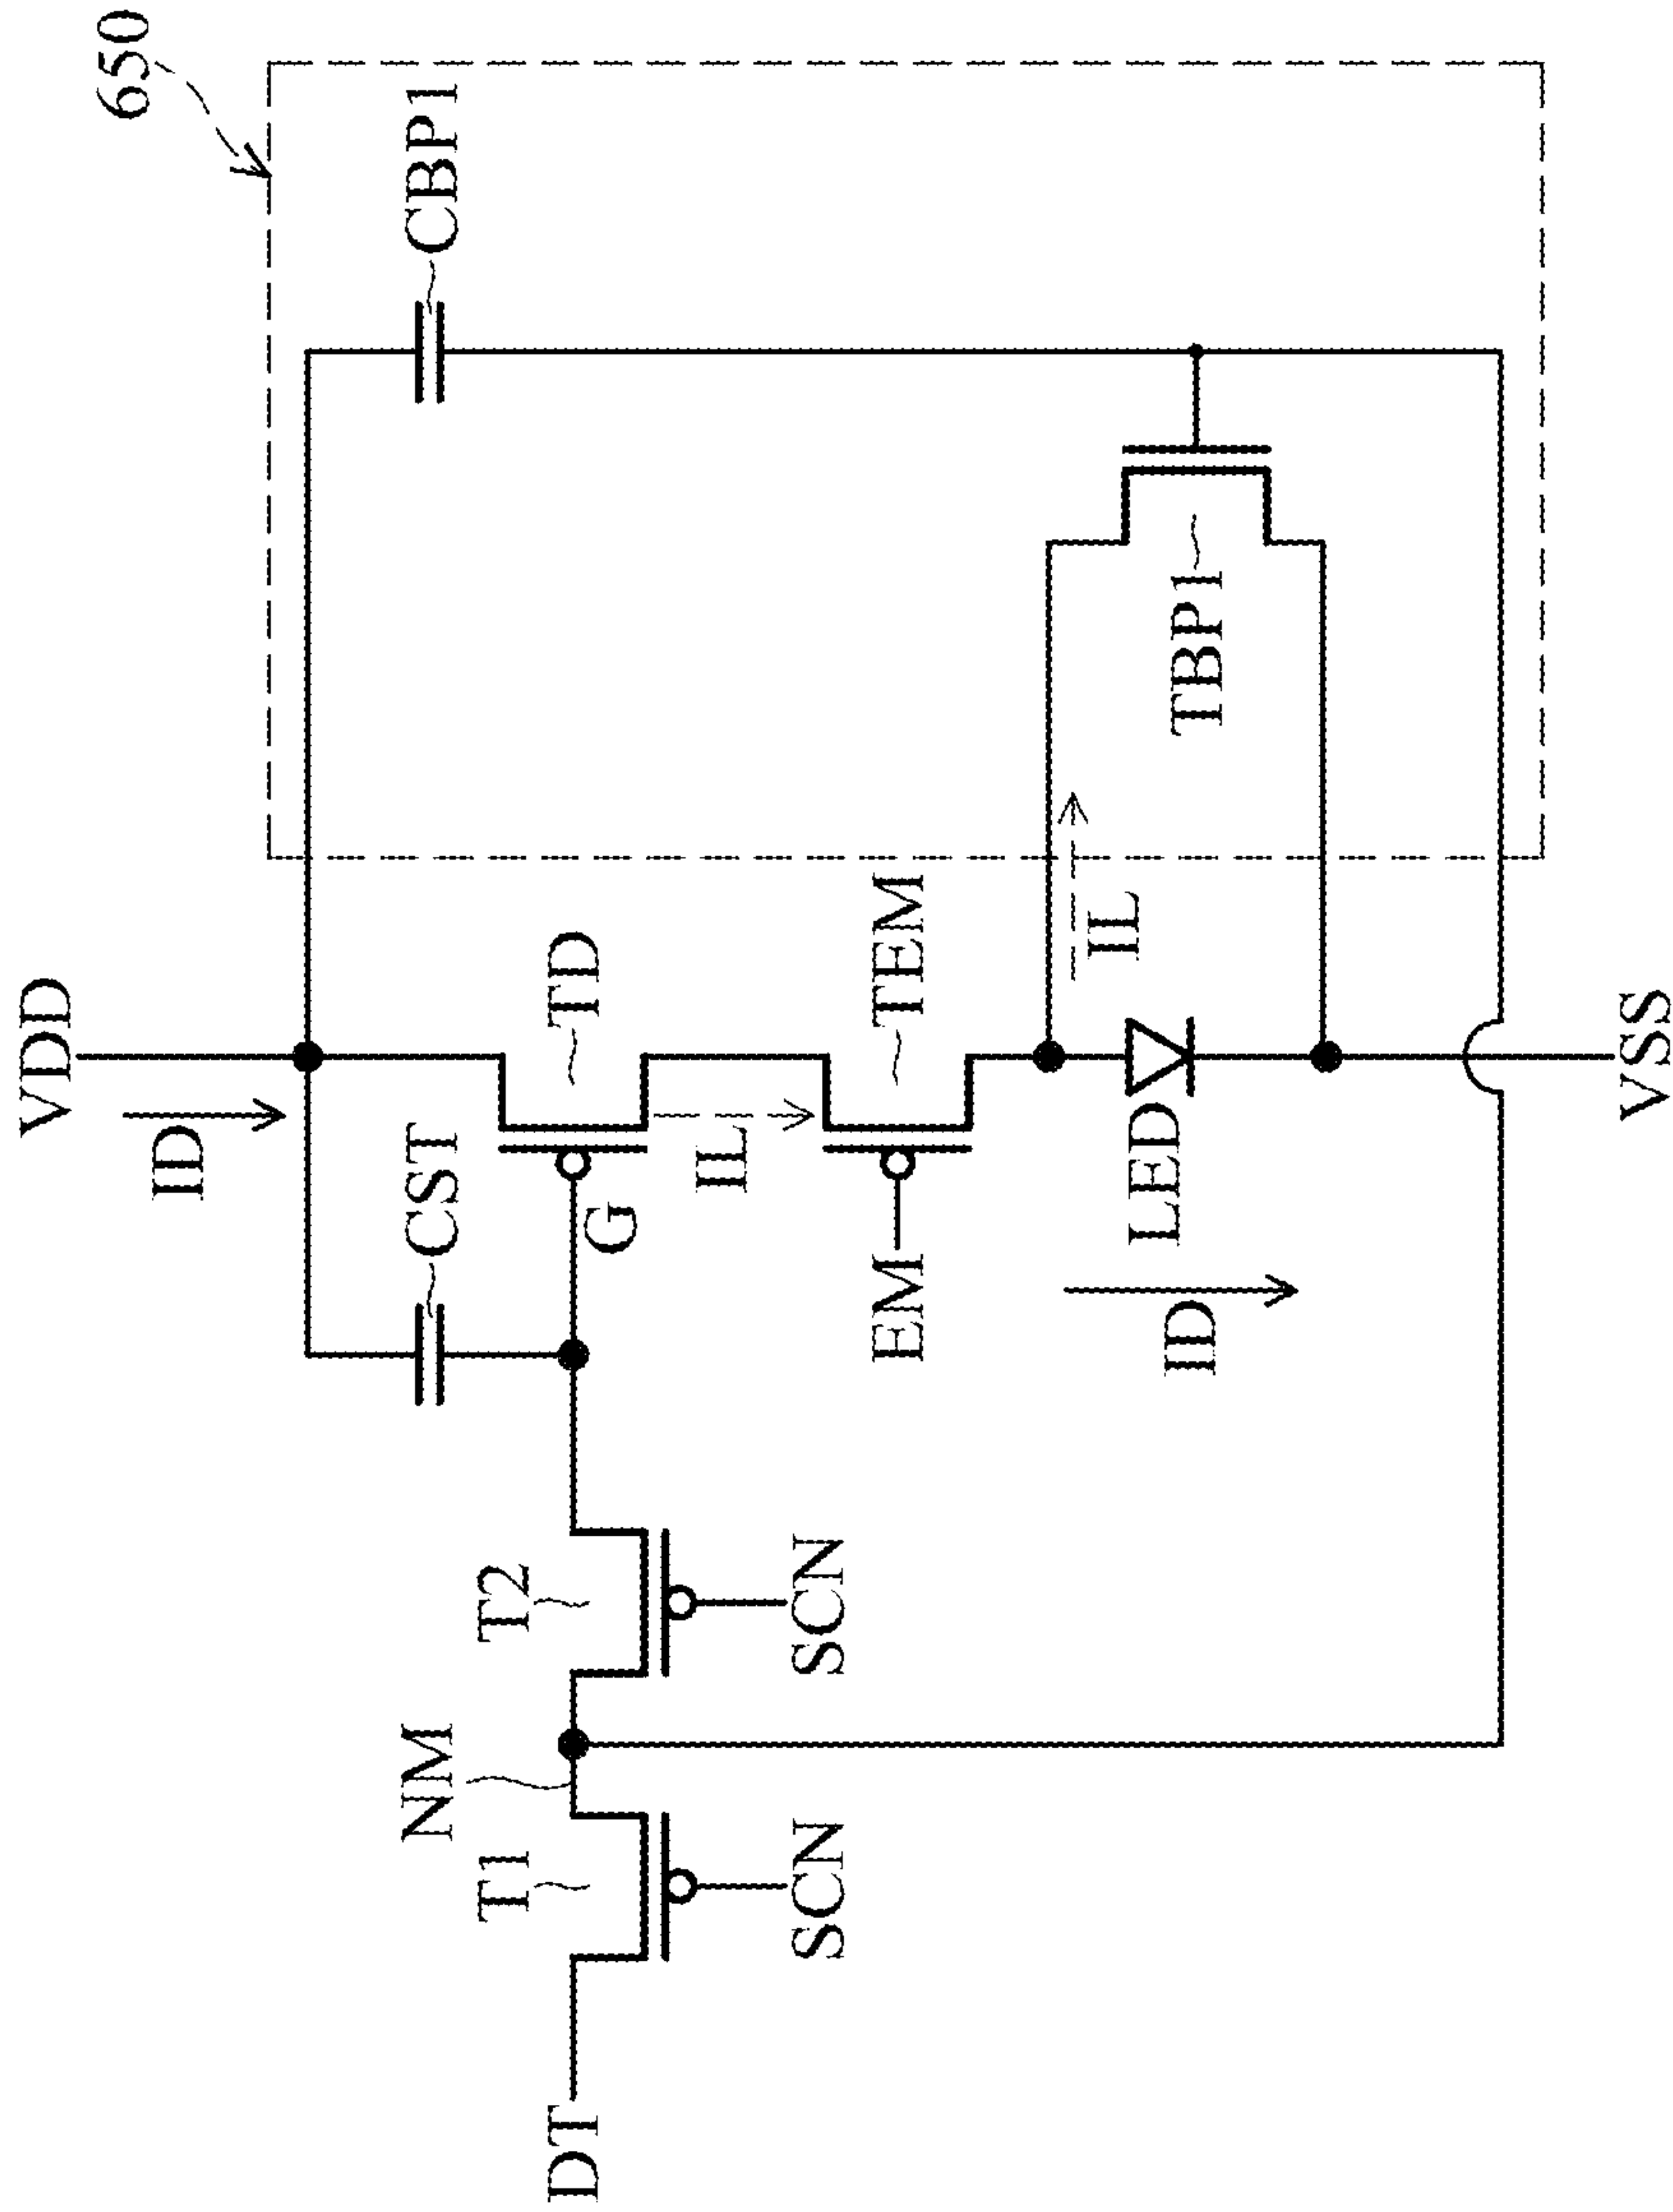 650
VDD
ID
CST
CBP1
TD
G
IL
T2
NM
T1
DT
SCN
SCN
EM
TEM
IL
TBP1
LED
ID
VSS